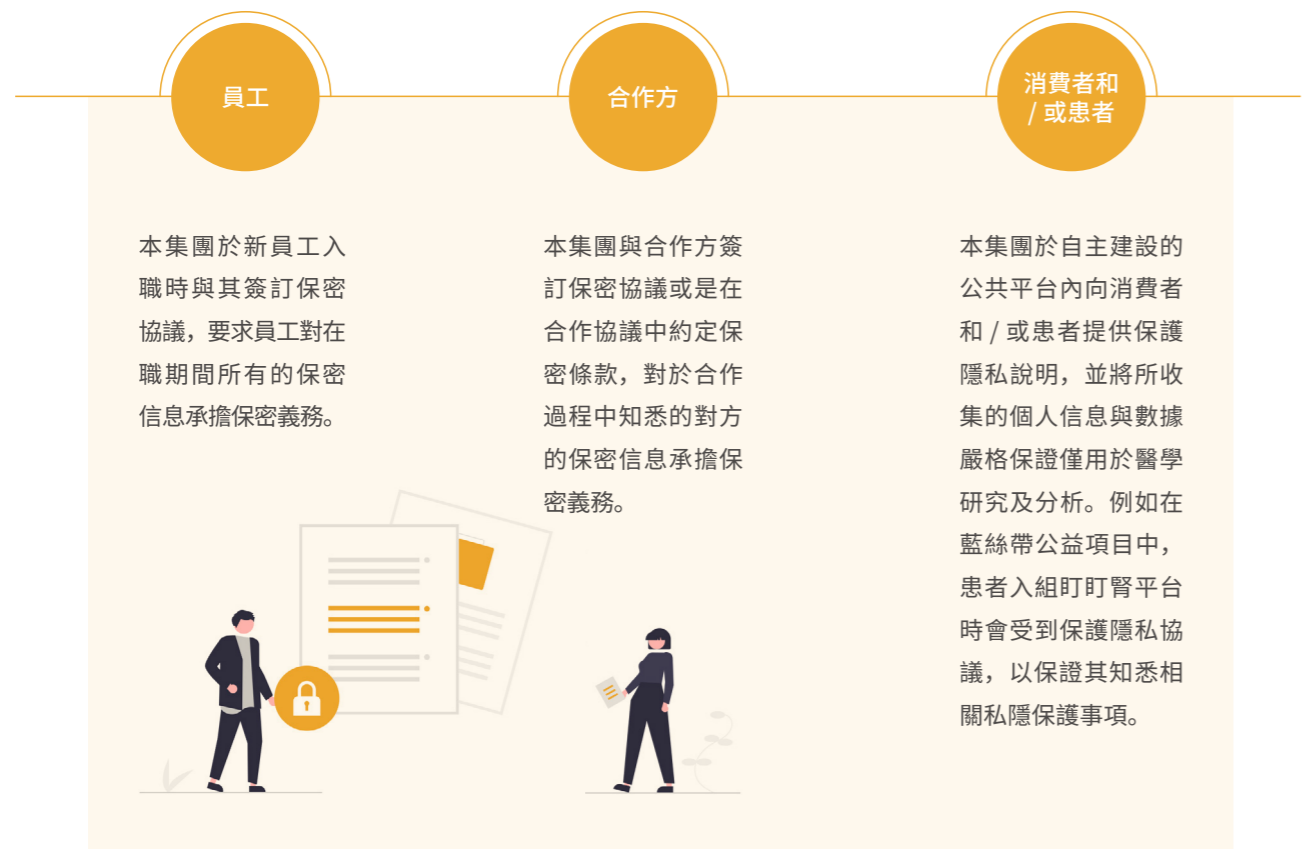 員工
本集團於新員工入
職時與其簽訂保密
協議，要求員工對在
職期間所有的保密
信息承擔保密義務。
合作方
本集團與合作方簽
訂保密協議或是在
合作協議中約定保
密條款，對於合作
過程中知悉的對方
的保密信息承擔保
密義務。
消費者和
/ 或患者
本集團於自主建設的
公共平台內向消費者
和 / 或患者提供保護
隱私說明，並將所收
集的個人信息與數據
嚴格保證僅用於醫學
研究及分析。例如在
藍絲帶公益項目中，
患者入組盯盯腎平台
時會受到保護隱私協
議，以保證其知悉相
關私隱保護事項。